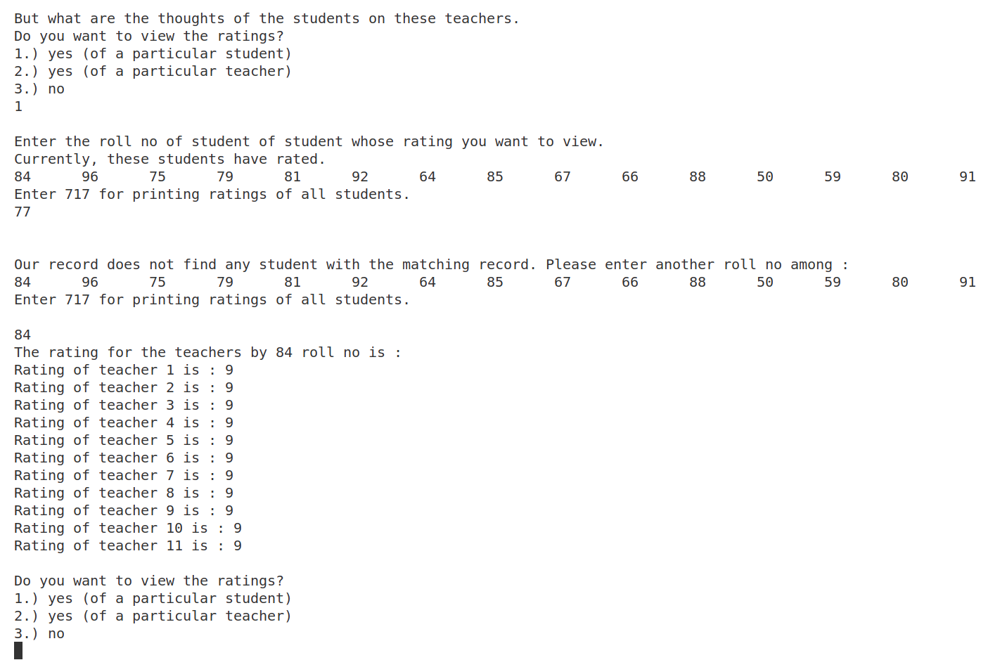 But what are the thoughts of the students on these teachers.
Do you want to view the ratings?
1.) yes (of a particular student)
2.) yes (of a particular teacher)
3.) no
1
Enter the roll no of student of student whose rating you want to view.
Currently, these students have rated.
84 96 75 79 81 92 64 85 67 66 88 50 59 80 91
Enter 717 for printing ratings of all students.
77
Our record does not find any student with the matching record. Please enter another roll no among :
84 96 75 79 81 92 64 85 67 66 88 50 59 80 91
Enter 717 for printing ratings of all students.
84
The rating for the teachers by 84 roll no is :
Rating of teacher 1 is : 9
Rating of teacher 2 is : 9
Rating of teacher 3 is : 9
Rating of teacher 4 is : 9
Rating of teacher 5 is : 9
Rating of teacher 6 is : 9
Rating of teacher 7 is : 9
Rating of teacher 8 is : 9
Rating of teacher 9 is : 9
Rating of teacher 10 is : 9
Rating of teacher 11 is : 9
Do you want to view the ratings?
1.) yes (of a particular student)
2.) yes (of a particular teacher)
3.) no